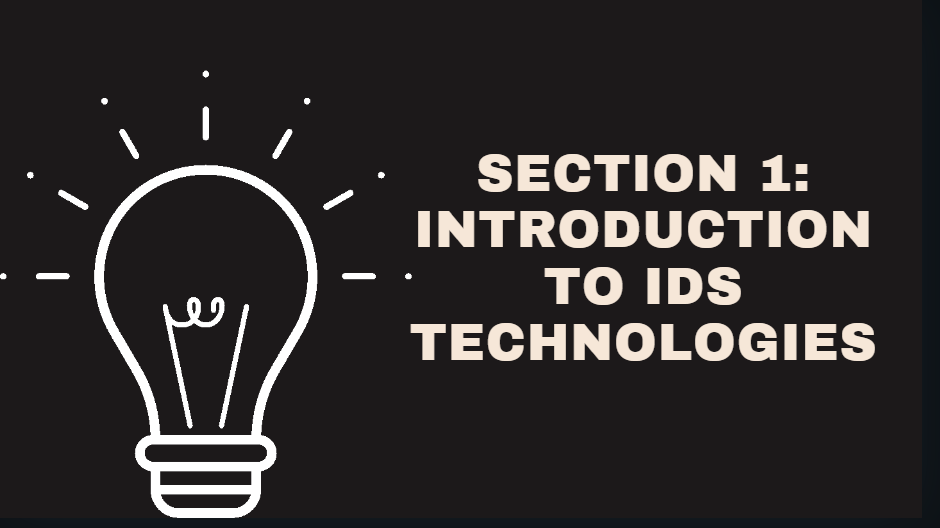 SECTION 1:
INTRODUCTION
TO IDS
TECHNOLOGIES